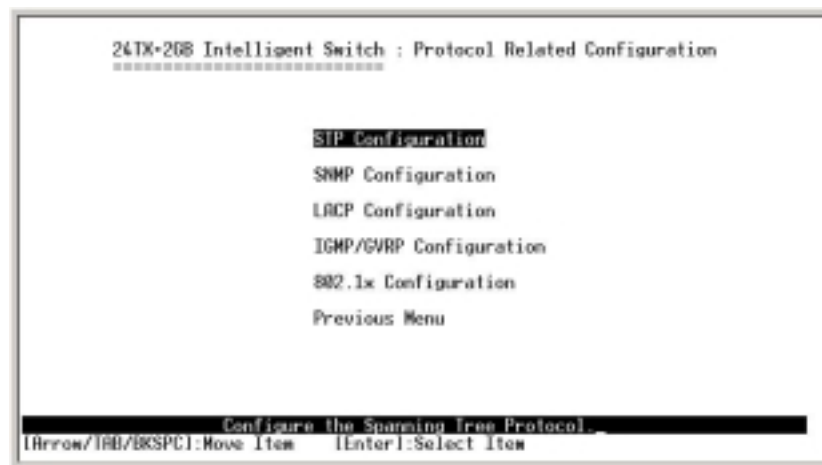 24TX+2GB Intelligent Switch : Protocol Related Configuration
===========================
STP Configuration
SNMP Configuration
LACP Configuration
IGMP/GVRP Configuration
802.1x Configuration
Previous Menu
Configure the Spanning Tree Protocol._
[Arrow/TAB/BKSPC]:Move Item [Enter]:Select Item